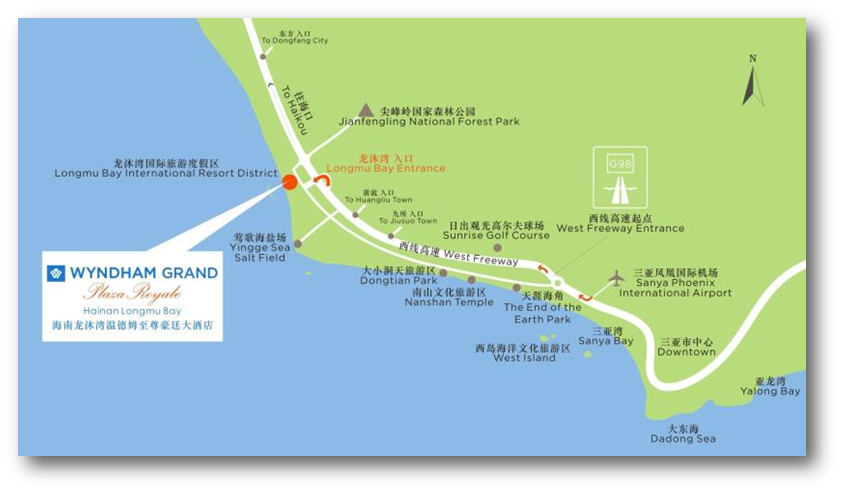 东方 入口
To Dongfang City
N
往海口
To Haikou
尖峰岭国家森林公园
Jianfengling National Forest Park
龙沐湾国际旅游度假区
Longmu Bay International Resort District
龙沐湾 入口
Longmu Bay Entrance
G98
黄流 入口
To Huangliu Town
九所 入口
To Jiusuo Town
日出观光高尔夫球场
Sunrise Golf Course
西线高速起点
West Freeway Entrance
莺歌海盐场
Yingge Sea
Salt Field
西线高速 West Freeway
WYNDHAM GRAND
Plaza Royale
Hainan Longmu Bay
海南龙沐湾温德姆至尊豪廷大酒店
大小洞天旅游区
Dongtian Park
南山文化旅游区
Nanshan Temple
天涯海角
The End of the
Earth Park
三亚凤凰国际机场
Sanya Phoenix
International Airport
三亚湾
Sanya Bay
三亚市中心
Downtown
西岛海洋文化旅游区
West Island
亚龙湾
Yalong Bay
大东海
Dadong Sea